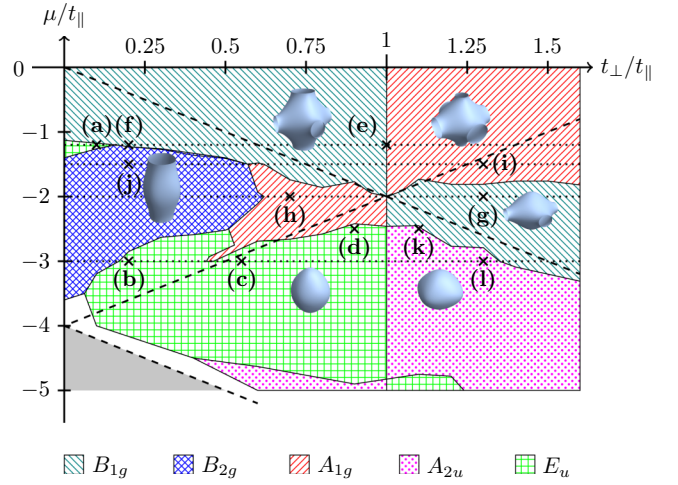 μ/t∥
0.25 0.5 0.75 1 1.25 1.5
0 t⊥/t∥
−1 (a) (f) (e)
(i)
(j)
−2 (h) (g)
(d) (k)
−3 (b) (c) (l)
−4
−5
B1g B2g A1g A2u Eu